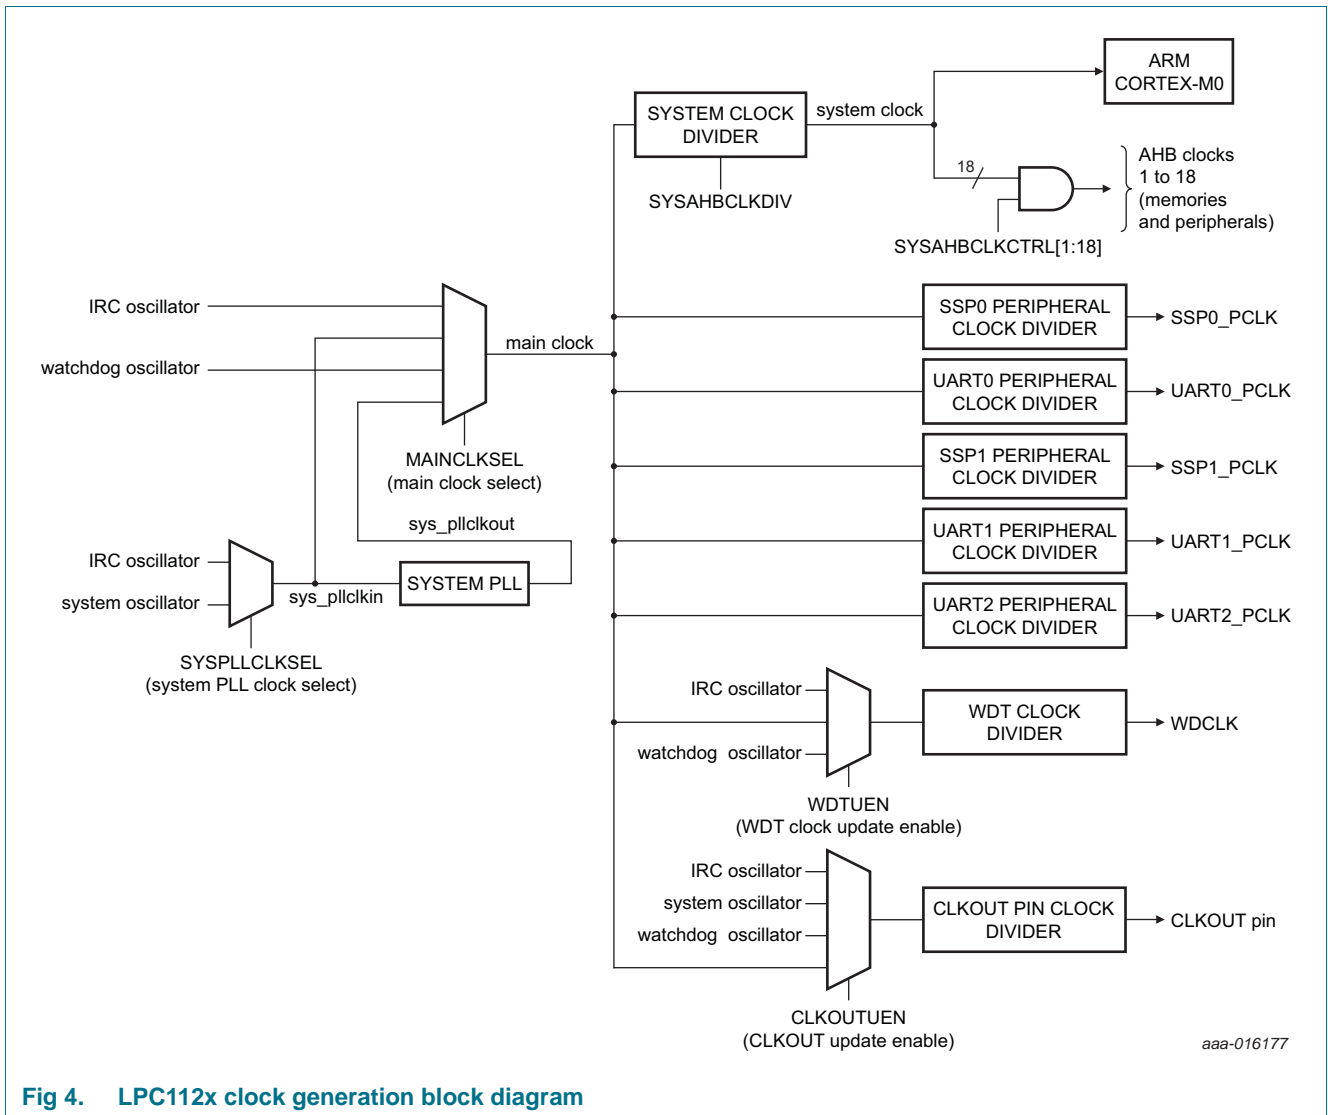 ARM
CORTEX-M0
SYSTEM CLOCK
DIVIDER
system clock
SYSAHBCLKDIV
18
AHB clocks
1 to 18
(memories
and peripherals)
SYSAHBCLKCTRL[1:18]
IRC oscillator
watchdog oscillator
main clock
MAINCLKSEL
(main clock select)
sys_pllclkout
IRC oscillator
system oscillator
sys_pllclkin
SYSTEM PLL
SYSPLLCLKSEL
(system PLL clock select)
SSP0 PERIPHERAL
CLOCK DIVIDER
SSP0_PCLK
UART0 PERIPHERAL
CLOCK DIVIDER
UART0_PCLK
SSP1 PERIPHERAL
CLOCK DIVIDER
SSP1_PCLK
UART1 PERIPHERAL
CLOCK DIVIDER
UART1_PCLK
UART2 PERIPHERAL
CLOCK DIVIDER
UART2_PCLK
IRC oscillator
watchdog oscillator
WDT CLOCK
DIVIDER
WDCLK
WDTUEN
(WDT clock update enable)
IRC oscillator
system oscillator
watchdog oscillator
CLKOUT PIN CLOCK
DIVIDER
CLKOUT pin
CLKOUTUEN
(CLKOUT update enable)
aaa-016177
Fig 4. LPC112x clock generation block diagram